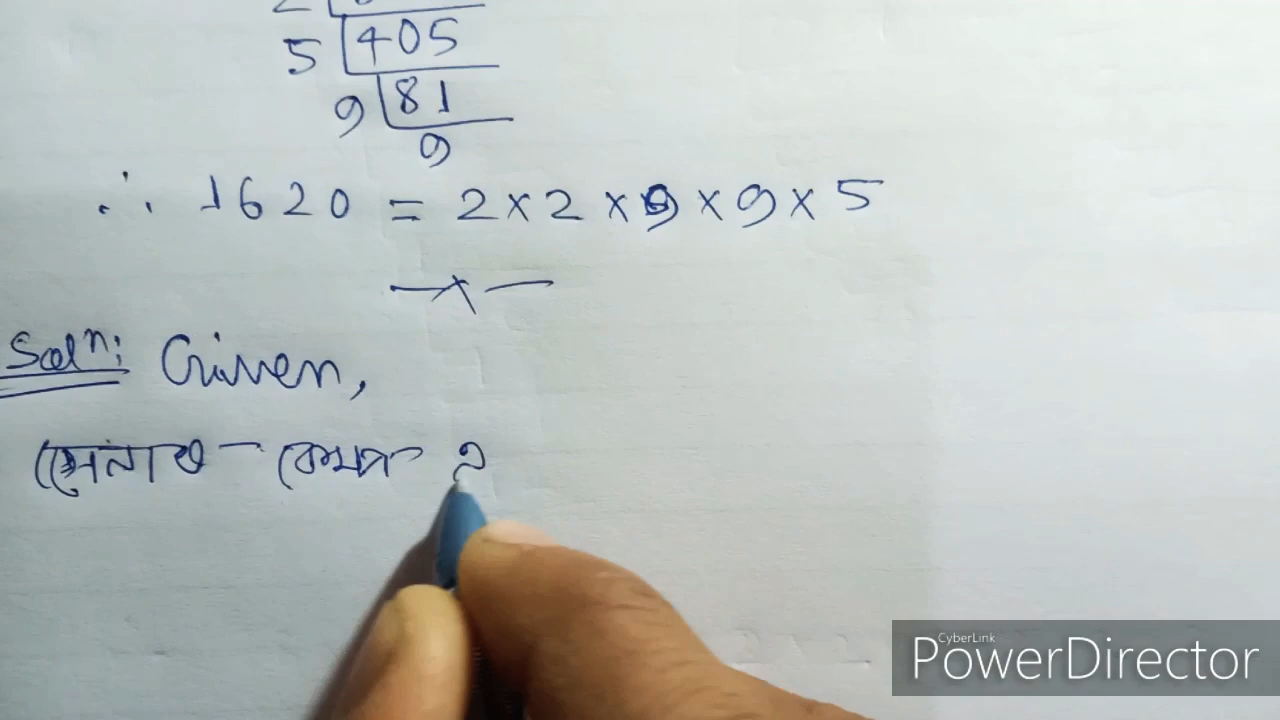 5 405
9 81
9
∴ 1620 = 2 × 2 × 9 × 9 × 5
— × —
Solⁿ: Given,
CyberLink
PowerDirector